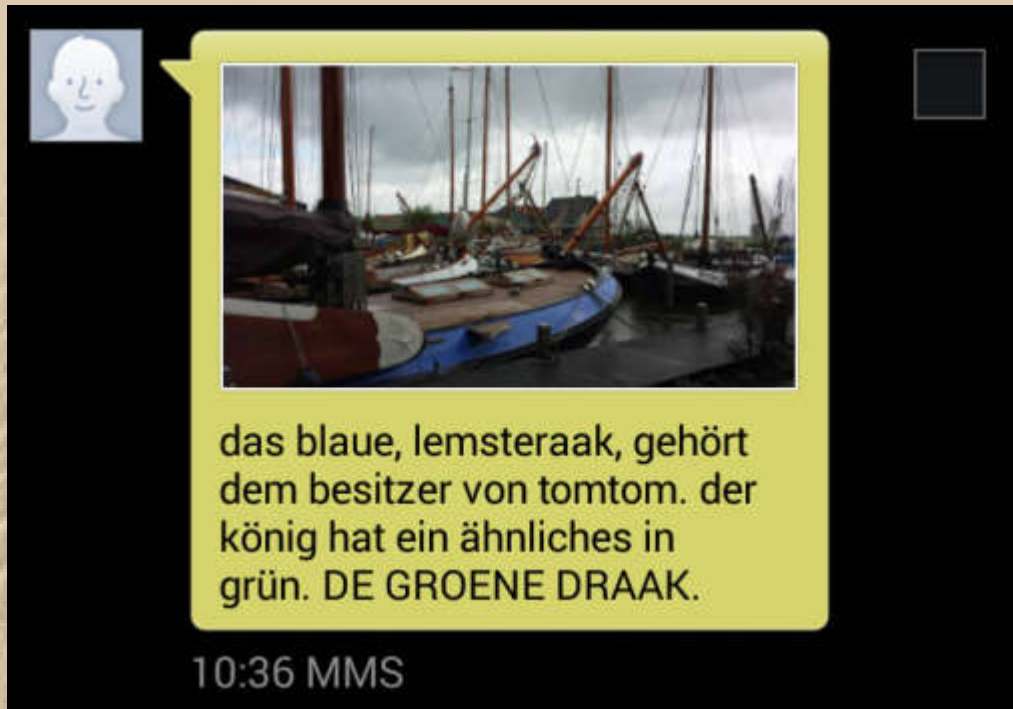 das blaue, lemsteraak, gehört
dem besitzer von tomtom. der
könig hat ein ähnliches in
grün. DE GROENE DRAAK.
10:36 MMS